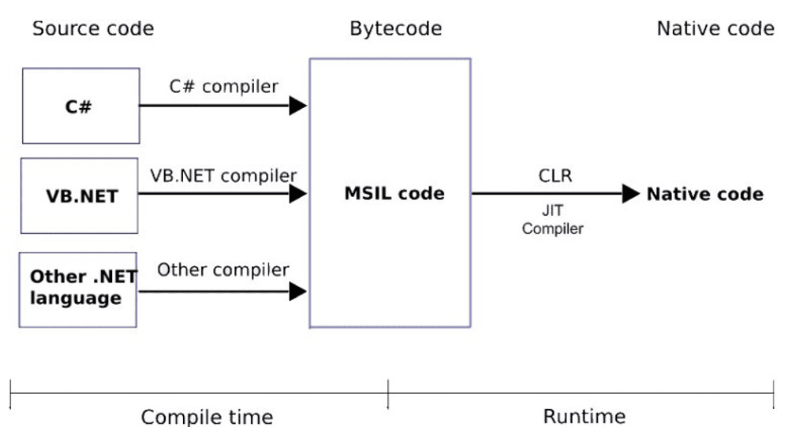 Source code
Bytecode
Native code
C#
C# compiler
VB.NET
VB.NET compiler
Other .NET
language
Other compiler
MSIL code
CLR
JIT
Compiler
Native code
Compile time
Runtime